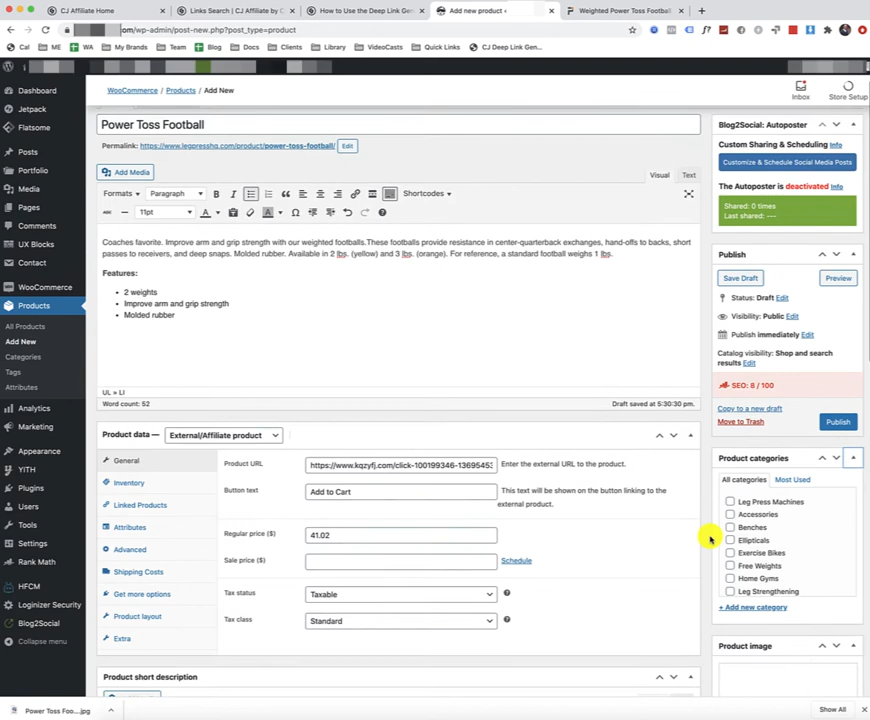 CJ Affiliate Home
Links Search | CJ Affiliate by C
How to Use the Deep Link Gen
Add new product ‹
Weighted Power Toss Football
.com/wp-admin/post-new.php?post_type=product
Cal
ME
WA
My Brands
Team
Blog
Docs
Clients
Library
VideoCasts
Quick Links
CJ Deep Link Gen...
WooCommerce / Products / Add New
Inbox
Store Setup
Dashboard
Jetpack
Flatsome
Posts
Portfolio
Media
Pages
Comments
UX Blocks
Contact
WooCommerce
Products
All Products
Add New
Categories
Tags
Attributes
Analytics
Marketing
Appearance
YITH
Plugins
Users
Tools
Settings
Rank Math
HFCM
Loginizer Security
Blog2Social
Collapse menu
Power Toss Football
Permalink: https://www.legpresshq.com/product/power-toss-football/ Edit
Add Media
Visual
Text
Formats
Paragraph
Shortcodes
11pt
Coaches favorite. Improve arm and grip strength with our weighted footballs.These footballs provide resistance in center-quarterback exchanges, hand-offs to backs, short
passes to receivers, and deep snaps. Molded rubber. Available in 2 lbs. (yellow) and 3 lbs. (orange). For reference, a standard football weighs 1 lbs.
Features:
2 weights
Improve arm and grip strength
Molded rubber
UL » LI
Word count: 52
Draft saved at 5:30:30 pm.
Product data — External/Affiliate product
General
Inventory
Linked Products
Attributes
Advanced
Shipping Costs
Get more options
Product layout
Extra
Product URL
https://www.kqzyfj.com/click-100199346-13695453
Enter the external URL to the product.
Button text
Add to Cart
This text will be shown on the button linking to the
external product.
Regular price ($)
41.02
Sale price ($)
Schedule
Tax status
Taxable
Tax class
Standard
Product short description
Blog2Social: Autoposter
Custom Sharing & Scheduling Info
Customize & Schedule Social Media Posts
The Autoposter is deactivated Info
Shared: 0 times
Last shared: ---
Publish
Save Draft
Preview
Status: Draft Edit
Visibility: Public Edit
Publish immediately Edit
Catalog visibility: Shop and search
results Edit
SEO: 8 / 100
Copy to a new draft
Move to Trash
Publish
Product categories
All categories
Most Used
Leg Press Machines
Accessories
Benches
Ellipticals
Exercise Bikes
Free Weights
Home Gyms
Leg Strengthening
+ Add new category
Product image
Power Toss Foo....jpg
Show All